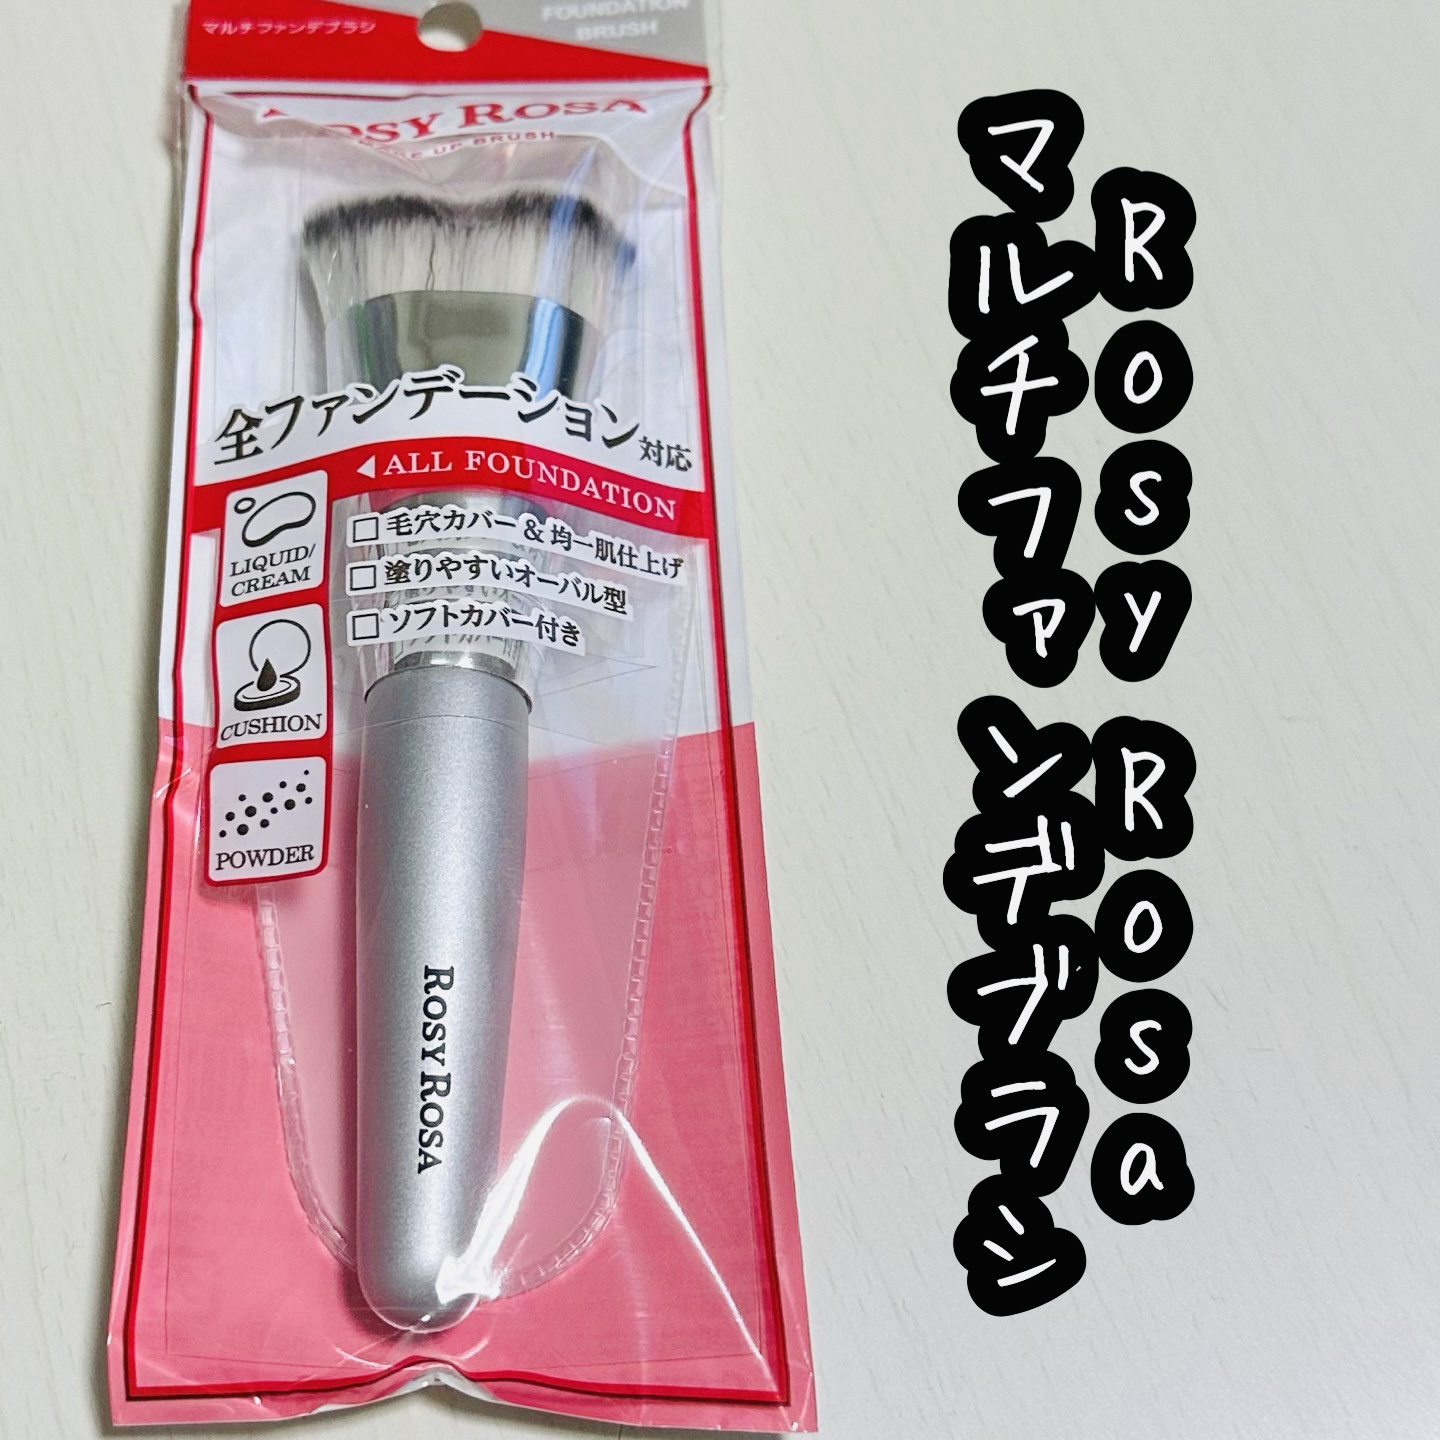 マルチファンデブラシ
FOUNDATION
BRUSH
ROSY ROSA
MAKE UP BRUSH
全ファンデーション対応
ALL FOUNDATION
LIQUID/
CREAM
CUSHION
POWDER
□ 毛穴カバー & 均一肌仕上げ
□ 塗りやすいオーバル型
□ ソフトカバー付き
ROSY ROSA
Rosy Rosa
マルチファンデブラシ